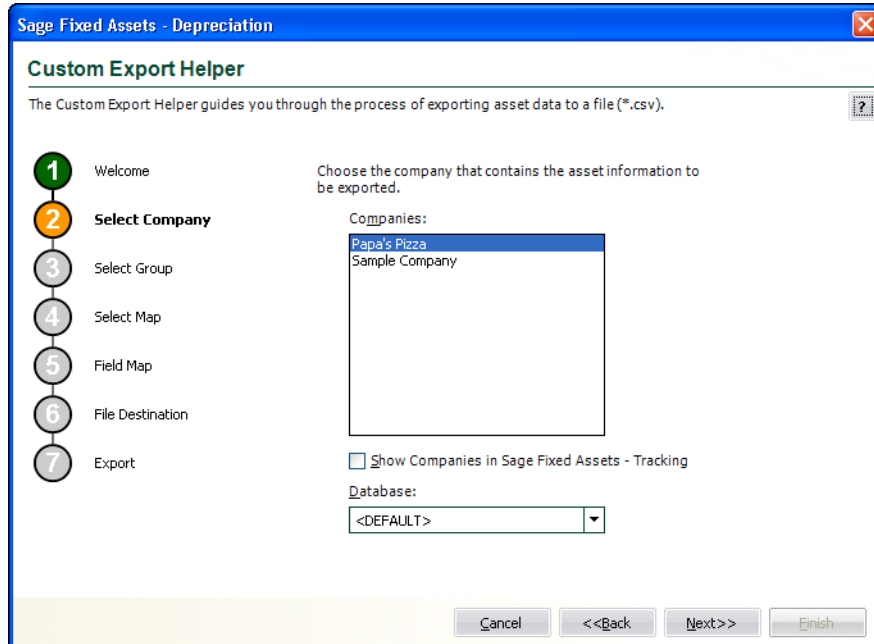 Sage Fixed Assets - Depreciation
Custom Export Helper
The Custom Export Helper guides you through the process of exporting asset data to a file (*.csv).
?
1 Welcome
2 Select Company
3 Select Group
4 Select Map
5 Field Map
6 File Destination
7 Export
Choose the company that contains the asset information to
be exported.
Companies:
Papa's Pizza
Sample Company
Show Companies in Sage Fixed Assets - Tracking
Database:
<DEFAULT>
Cancel
<<Back
Next>>
Finish